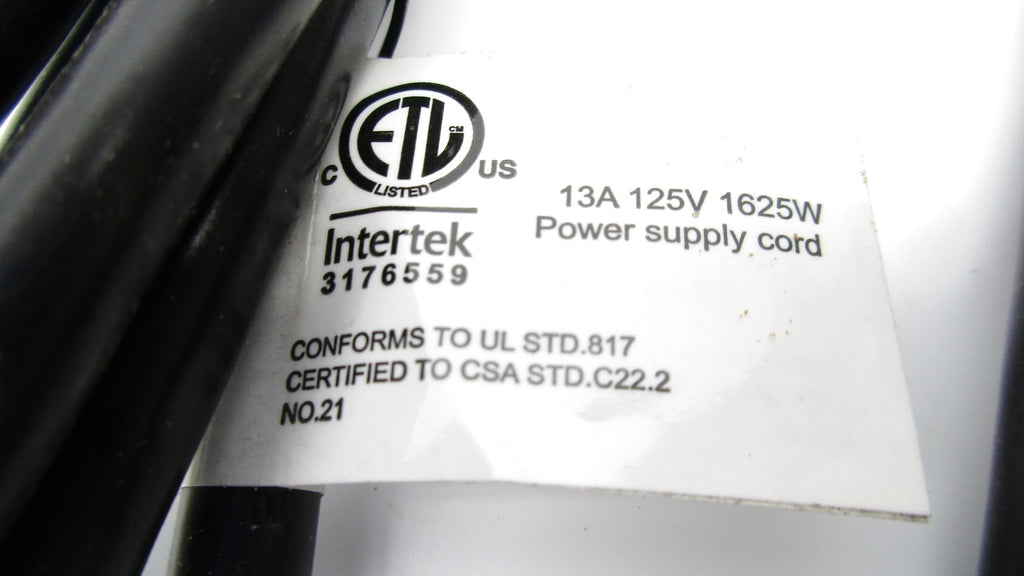 ETL CM
C US
LISTED
Intertek
3176559
13A 125V 1625W
Power supply cord
CONFORMS TO UL STD.817
CERTIFIED TO CSA STD.C22.2
NO.21